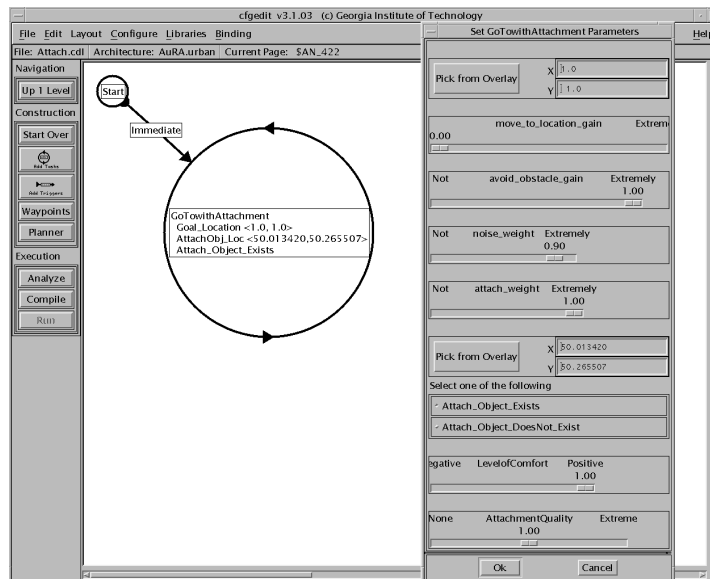 cfgedit v3.1.03 (c) Georgia Institute of Technology
File Edit Layout Configure Libraries Binding
Help
File: Attach.cdl Architecture: AuRA.urban Current Page: $AN_422
Navigation
Up 1 Level
Construction
Start Over
Add Tasks
Add Triggers
Waypoints
Planner
Execution
Analyze
Compile
Run
Start
Immediate
GoTowithAttachment
Goal_Location <1.0, 1.0>
AttachObj_Loc <50.013420,50.265507>
Attach_Object_Exists
Set GoTowithAttachment Parameters
Pick from Overlay
X 1.0
Y 1.0
move_to_location_gain Extrem
0.00
Not avoid_obstacle_gain Extremely
1.00
Not noise_weight Extremely
0.90
Not attach_weight Extremely
1.00
Pick from Overlay
X 50.013420
Y 50.265507
Select one of the following
Attach_Object_Exists
Attach_Object_DoesNot_Exist
egative LevelofComfort Positive
1.00
None AttachmentQuality Extreme
1.00
Ok Cancel